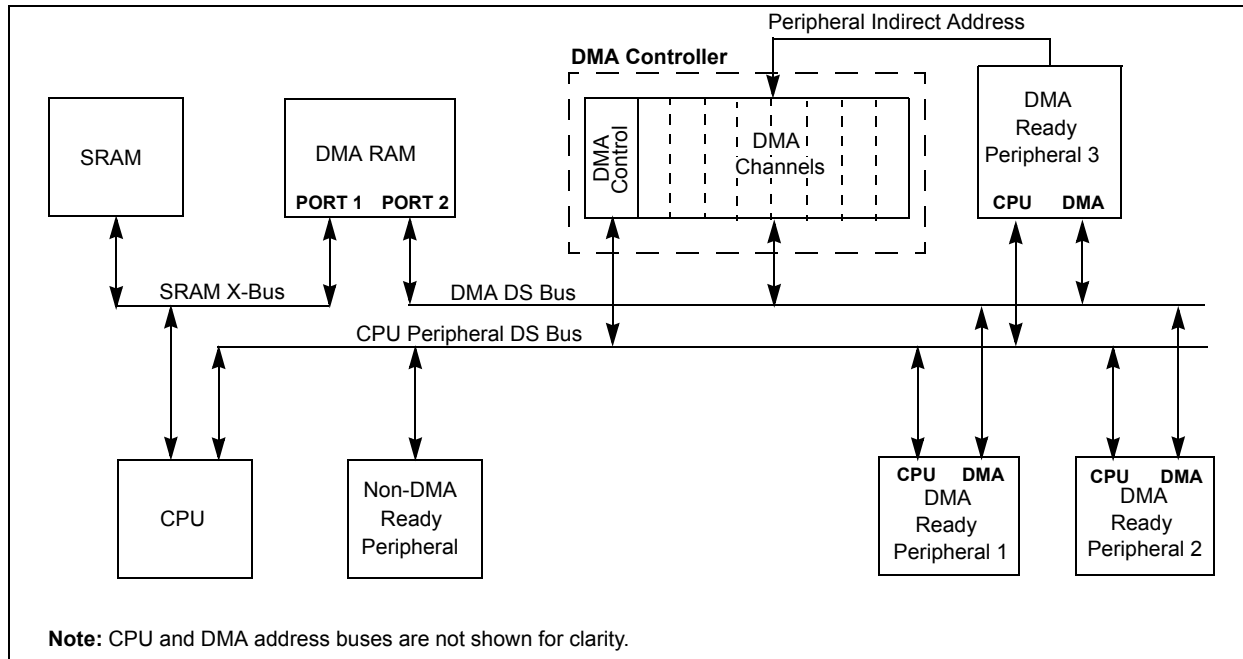 Peripheral Indirect Address
DMA Controller
SRAM
DMA RAM
PORT 1 PORT 2
DMA
Control
DMA
Channels
DMA
Ready
Peripheral 3
CPU DMA
SRAM X-Bus
DMA DS Bus
CPU Peripheral DS Bus
CPU
Non-DMA
Ready
Peripheral
CPU DMA
DMA
Ready
Peripheral 1
CPU DMA
DMA
Ready
Peripheral 2
Note: CPU and DMA address buses are not shown for clarity.